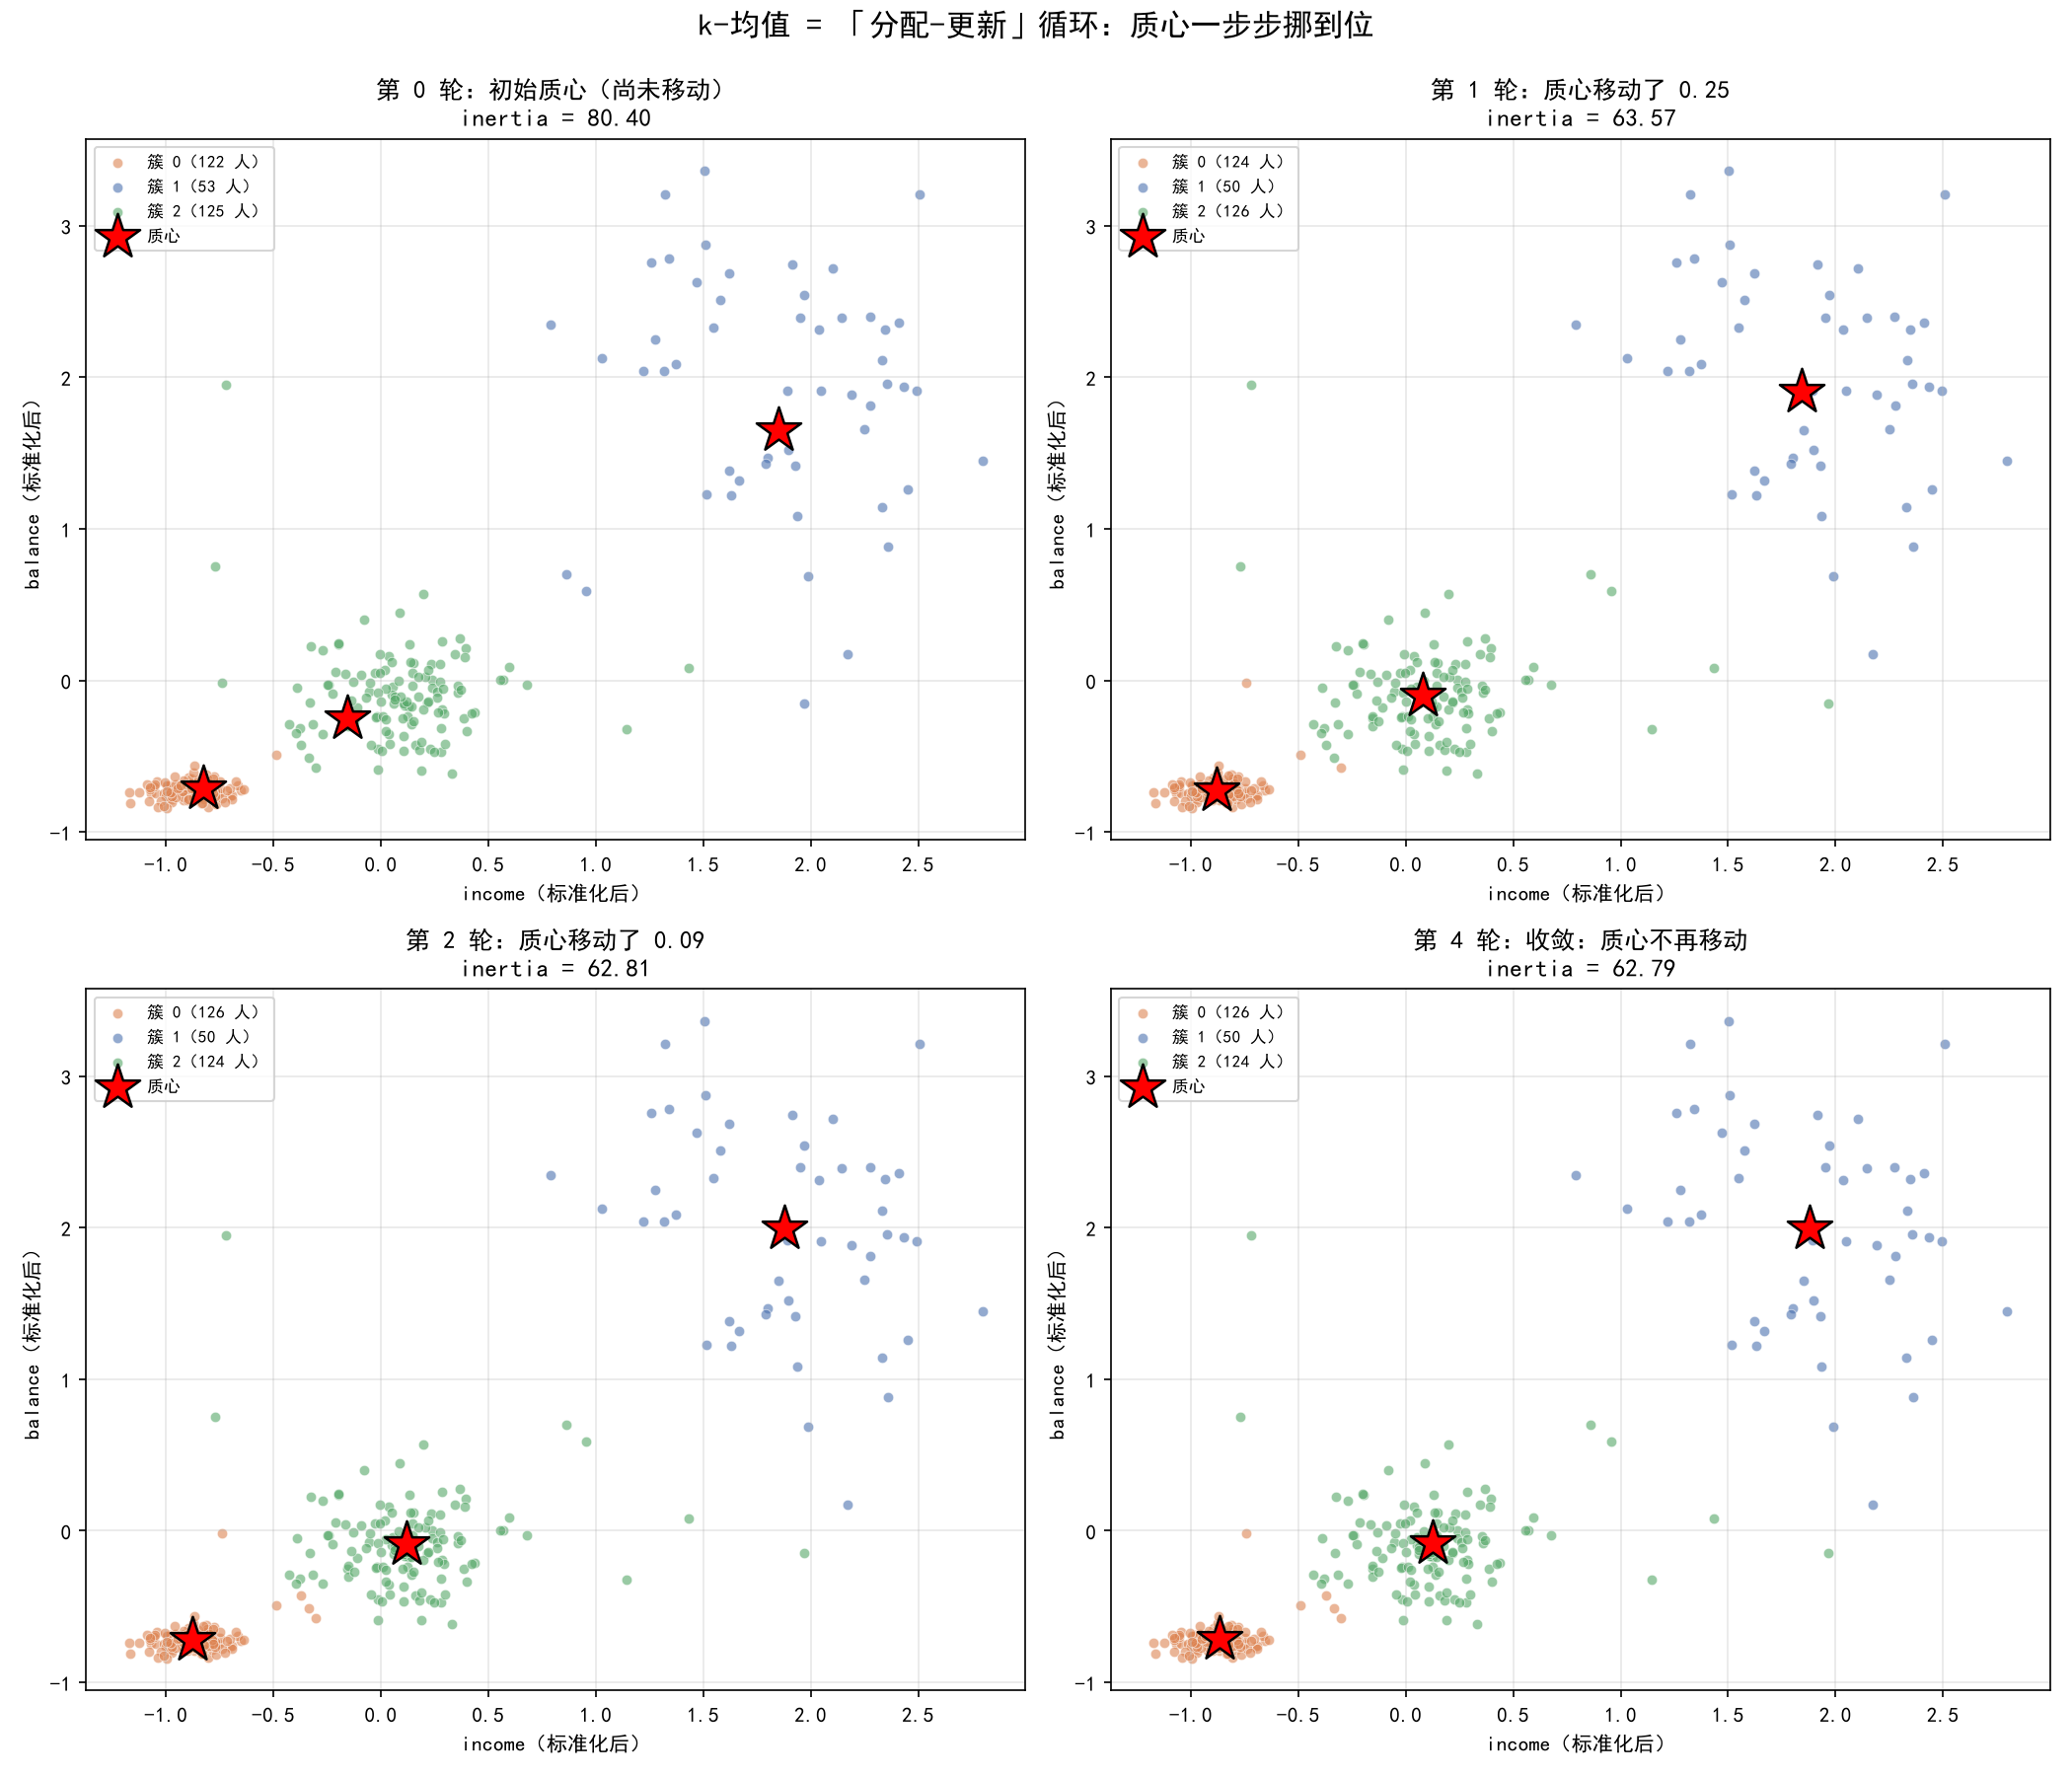 k-均值 = 「分配-更新」循环：质心一步步挪到位
第 0 轮：初始质心（尚未移动）
inertia = 80.40
簇 0（122 人）
簇 1（53 人）
簇 2（125 人）
质心
3
2
1
0
-1
balance（标准化后）
-1.0 -0.5 0.0 0.5 1.0 1.5 2.0 2.5
income（标准化后）
第 1 轮：质心移动了 0.25
inertia = 63.57
簇 0（124 人）
簇 1（50 人）
簇 2（126 人）
质心
3
2
1
0
-1
balance（标准化后）
-1.0 -0.5 0.0 0.5 1.0 1.5 2.0 2.5
income（标准化后）
第 2 轮：质心移动了 0.09
inertia = 62.81
簇 0（126 人）
簇 1（50 人）
簇 2（124 人）
质心
3
2
1
0
-1
balance（标准化后）
-1.0 -0.5 0.0 0.5 1.0 1.5 2.0 2.5
income（标准化后）
第 4 轮：收敛：质心不再移动
inertia = 62.79
簇 0（126 人）
簇 1（50 人）
簇 2（124 人）
质心
3
2
1
0
-1
balance（标准化后）
-1.0 -0.5 0.0 0.5 1.0 1.5 2.0 2.5
income（标准化后）